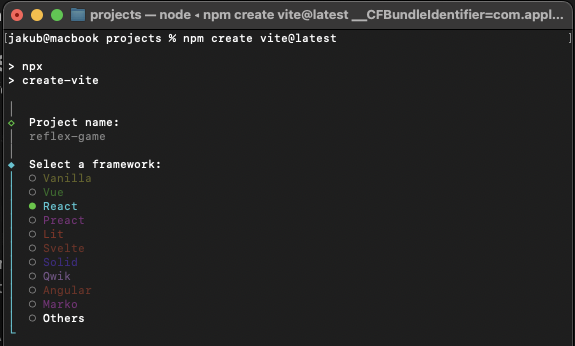 projects — node ◂ npm create vite@latest __CFBundleIdentifier=com.appl...
[jakub@macbook projects % npm create vite@latest ]
> npx
> create-vite
Project name:
reflex-game
Select a framework:
Vanilla
Vue
React
Preact
Lit
Svelte
Solid
Qwik
Angular
Marko
Others